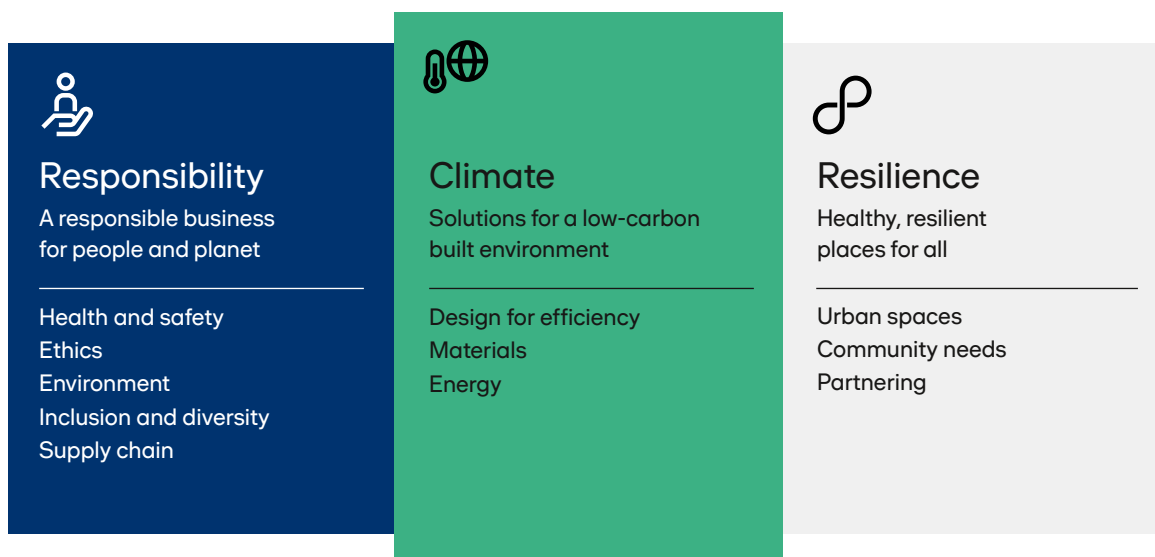 Responsibility
A responsible business
for people and planet
Health and safety
Ethics
Environment
Inclusion and diversity
Supply chain
Climate
Solutions for a low-carbon
built environment
Design for efficiency
Materials
Energy
Resilience
Healthy, resilient
places for all
Urban spaces
Community needs
Partnering